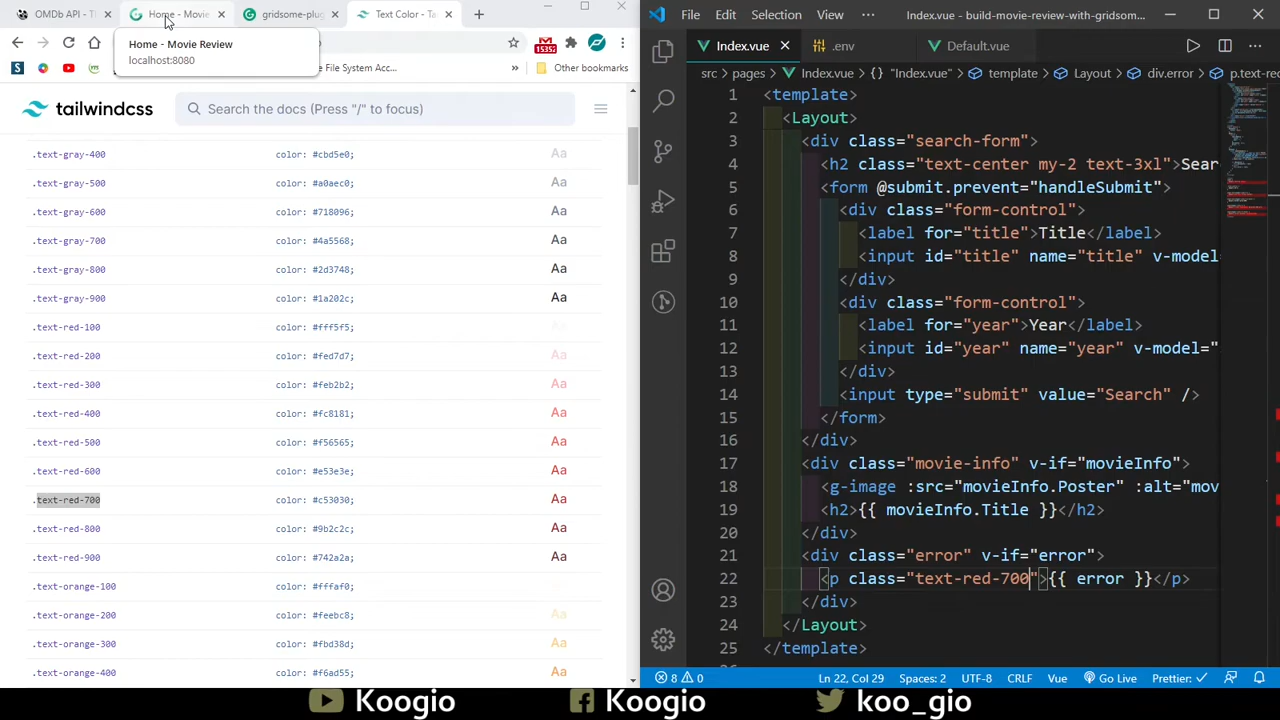 OMDb API - T
Home - Movie
gridsome-plug
Text Color - Ta
Home - Movie Review
localhost:8080
15352
File System Acc...
»
Other bookmarks
tailwindcss
Search the docs (Press "/" to focus)
.text-gray-400 color: #cbd5e0; Aa
.text-gray-500 color: #a0aec0; Aa
.text-gray-600 color: #718096; Aa
.text-gray-700 color: #4a5568; Aa
.text-gray-800 color: #2d3748; Aa
.text-gray-900 color: #1a202c; Aa
.text-red-100 color: #fff5f5; Aa
.text-red-200 color: #fed7d7; Aa
.text-red-300 color: #feb2b2; Aa
.text-red-400 color: #fc8181; Aa
.text-red-500 color: #f56565; Aa
.text-red-600 color: #e53e3e; Aa
.text-red-700 color: #c53030; Aa
.text-red-800 color: #9b2c2c; Aa
.text-red-900 color: #742a2a; Aa
.text-orange-100 color: #fffaf0; Aa
.text-orange-200 color: #feebc8; Aa
.text-orange-300 color: #fbd38d; Aa
.text-orange-400 color: #f6ad55; Aa
File Edit Selection View ... Index.vue - build-movie-review-with-gridsom...
Index.vue .env Default.vue
src > pages > Index.vue > {} "Index.vue" > template > Layout > div.error > p.text-rec
1 <template>
2 <Layout>
3 <div class="search-form">
4 <h2 class="text-center my-2 text-3xl">Sear
5 <form @submit.prevent="handleSubmit">
6 <div class="form-control">
7 <label for="title">Title</label>
8 <input id="title" name="title" v-model
9 </div>
10 <div class="form-control">
11 <label for="year">Year</label>
12 <input id="year" name="year" v-model="
13 </div>
14 <input type="submit" value="Search" />
15 </form>
16 </div>
17 <div class="movie-info" v-if="movieInfo">
18 <g-image :src="movieInfo.Poster" :alt="mov
19 <h2>{{ movieInfo.Title }}</h2>
20 </div>
21 <div class="error" v-if="error">
22 <p class="text-red-700">{{ error }}</p>
23 </div>
24 </Layout>
25 </template>
8 0 Ln 22, Col 29 Spaces: 2 UTF-8 CRLF Vue Go Live Prettier: ✓
Koogio Koogio koo_gio